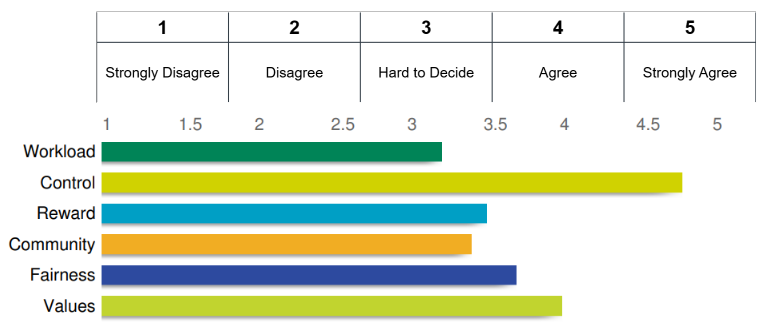 1 2 3 4 5
Strongly Disagree Disagree Hard to Decide Agree Strongly Agree
1 1.5 2 2.5 3 3.5 4 4.5 5
Workload
Control
Reward
Community
Fairness
Values